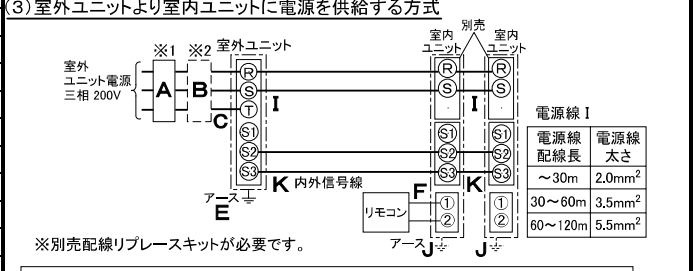 (3)室外ユニットより室内ユニットに電源を供給する方式
※1 ※2 室外ユニット
室内
ユニット
別売
室内
ユニット
室外
ユニット電源
三相 200V
A
B
C
R
S
T
S1
S2
S3
I
R
S
S1
S2
S3
I
R
S
S1
S2
S3
アース
E
K 内外信号線
F
K
リモコン
①
②
①
②
アース J
J
※別売配線リプレースキットが必要です。
電源線 I
電源線
配線長
電源線
太さ
~30m 2.0mm²
30~60m 3.5mm²
60~120m 5.5mm²